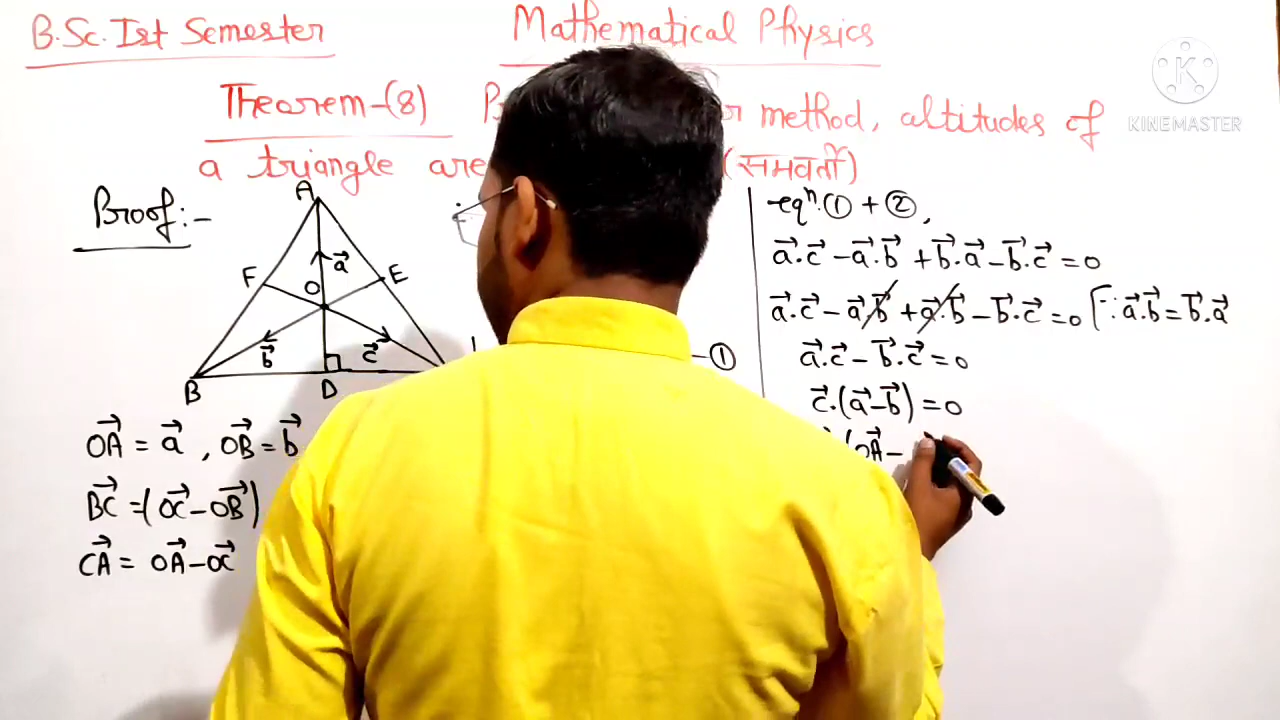 B.Sc. Ist Semester
Mathematical Physics
KINEMASTER
Theorem-(8) method, altitudes of
a triangle are (समवर्ती)
Proof:-
A
F
E
O
a⃗
b⃗
c⃗
B
D
OA⃗ = a⃗, OB⃗ = b⃗
BC⃗ = (OC⃗ - OB⃗)
CA⃗ = OA⃗ - OC⃗
- ①
eqⁿ. ① + ②,
a⃗.c⃗ - a⃗.b⃗ + b⃗.a⃗ - b⃗.c⃗ = 0
a⃗.c⃗ - a⃗.b⃗ + a⃗.b⃗ - b⃗.c⃗ = 0 [∵ a⃗.b⃗ = b⃗.a⃗
a⃗.c⃗ - b⃗.c⃗ = 0
c⃗.(a⃗-b⃗) = 0
(OA⃗ -